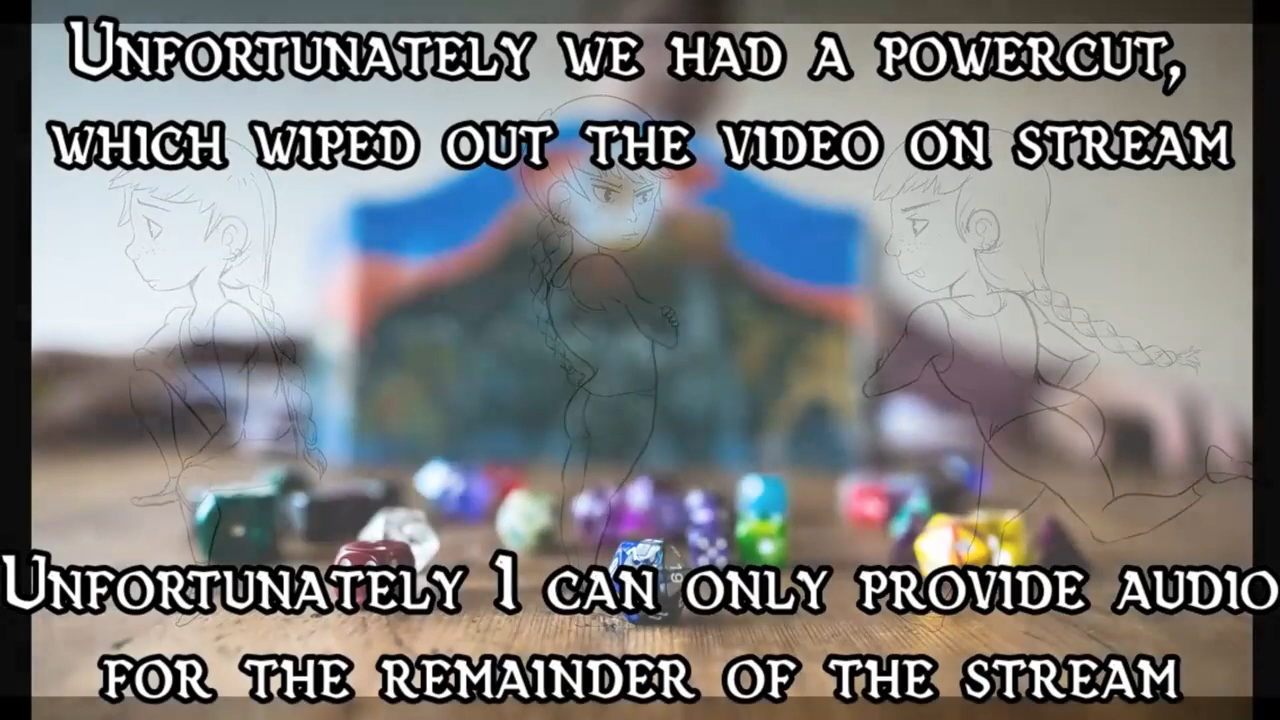 Unfortunately we had a powercut,
which wiped out the video on stream
Unfortunately I can only provide audio
for the remainder of the stream
19